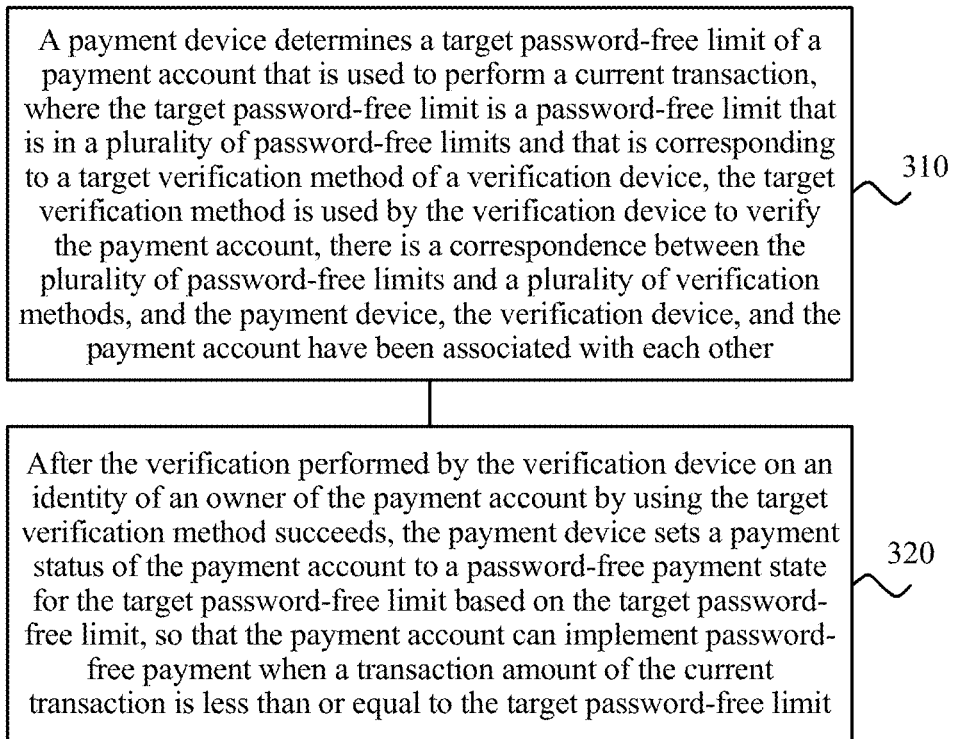 A payment device determines a target password-free limit of a
payment account that is used to perform a current transaction,
where the target password-free limit is a password-free limit that
is in a plurality of password-free limits and that is corresponding
to a target verification method of a verification device, the target
verification method is used by the verification device to verify
the payment account, there is a correspondence between the
plurality of password-free limits and a plurality of verification
methods, and the payment device, the verification device, and the
payment account have been associated with each other
310
After the verification performed by the verification device on an
identity of an owner of the payment account by using the target
verification method succeeds, the payment device sets a payment
status of the payment account to a password-free payment state
for the target password-free limit based on the target password-
free limit, so that the payment account can implement password-
free payment when a transaction amount of the current
transaction is less than or equal to the target password-free limit
320